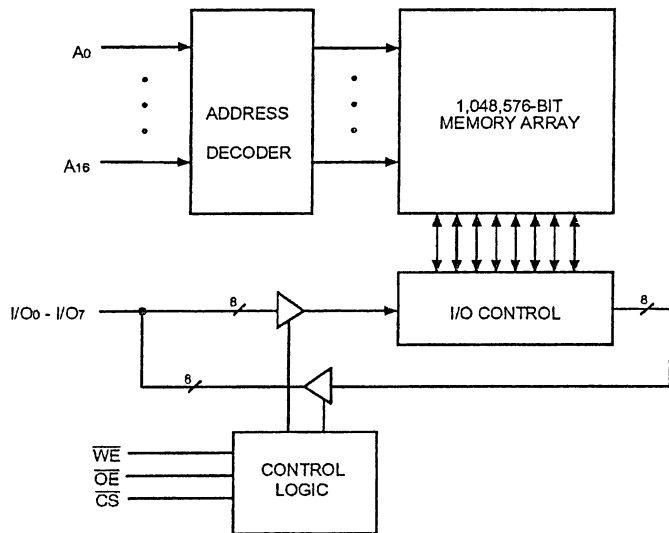 A0
ADDRESS
DECODER
1,048,576-BIT
MEMORY ARRAY
A16
I/O0 - I/O7
8
I/O CONTROL
8
8
WE
OE
CS
CONTROL
LOGIC